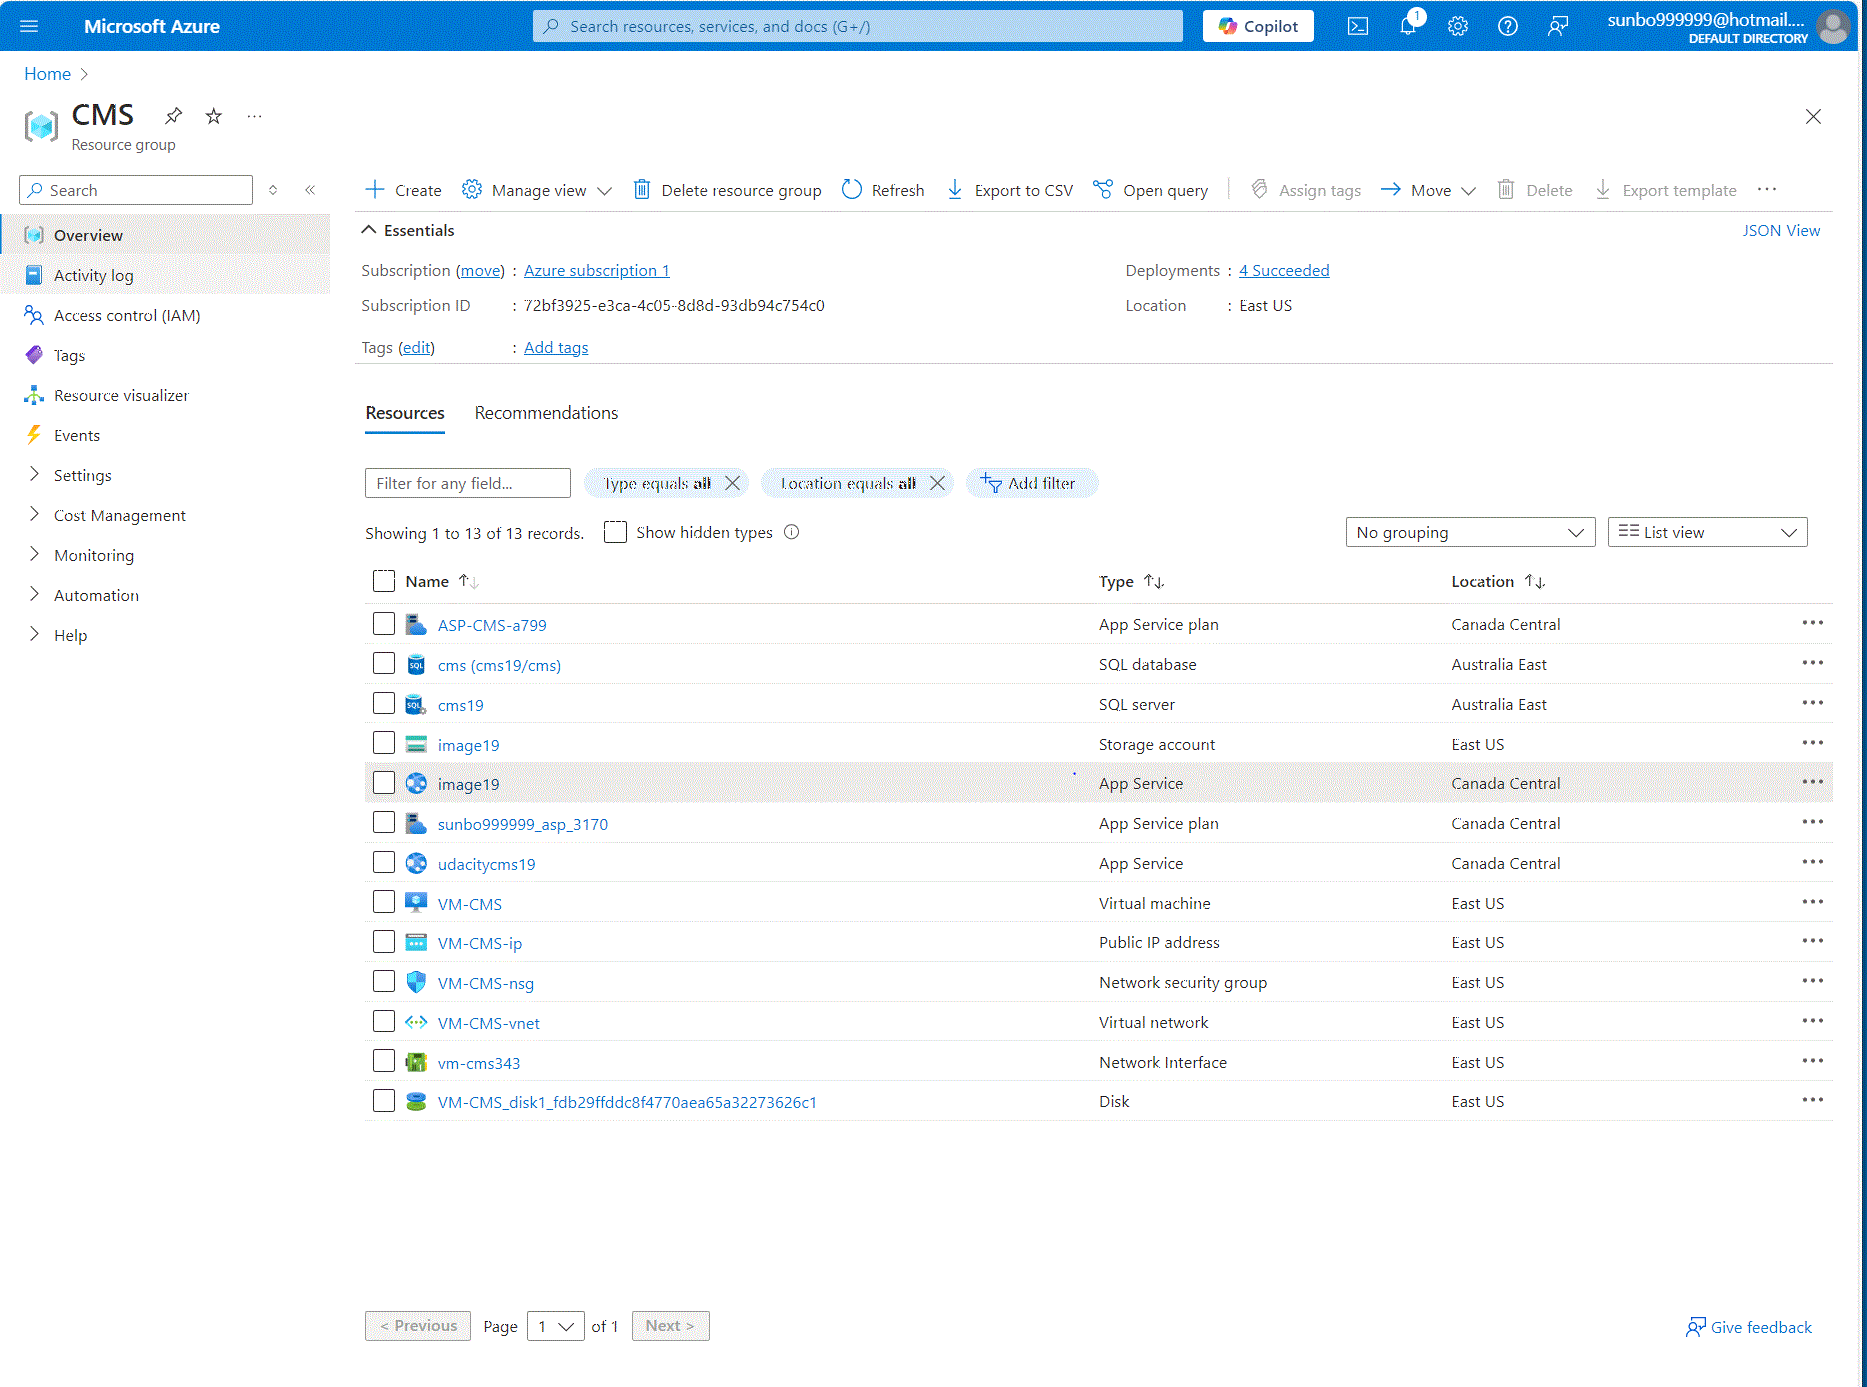 Microsoft Azure
Search resources, services, and docs (G+/)
Copilot
1
sunbo999999@hotmail....
DEFAULT DIRECTORY
Home
CMS
Resource group
Search
Create
Manage view
Delete resource group
Refresh
Export to CSV
Open query
Assign tags
Move
Delete
Export template
Overview
Activity log
Access control (IAM)
Tags
Resource visualizer
Events
Settings
Cost Management
Monitoring
Automation
Help
Essentials
JSON View
Subscription (move) : Azure subscription 1
Deployments : 4 Succeeded
Subscription ID : 72bf3925-e3ca-4c05-8d8d-93db94c754c0
Location : East US
Tags (edit) : Add tags
Resources Recommendations
Filter for any field... Type equals all Location equals all Add filter
Showing 1 to 13 of 13 records. Show hidden types
No grouping List view
Name Type Location
ASP-CMS-a799 App Service plan Canada Central
cms (cms19/cms) SQL database Australia East
cms19 SQL server Australia East
image19 Storage account East US
image19 App Service Canada Central
sunbo999999_asp_3170 App Service plan Canada Central
udacitycms19 App Service Canada Central
VM-CMS Virtual machine East US
VM-CMS-ip Public IP address East US
VM-CMS-nsg Network security group East US
VM-CMS-vnet Virtual network East US
vm-cms343 Network Interface East US
VM-CMS_disk1_fdb29ffddc8f4770aea65a32273626c1 Disk East US
< Previous Page 1 of 1 Next >
Give feedback